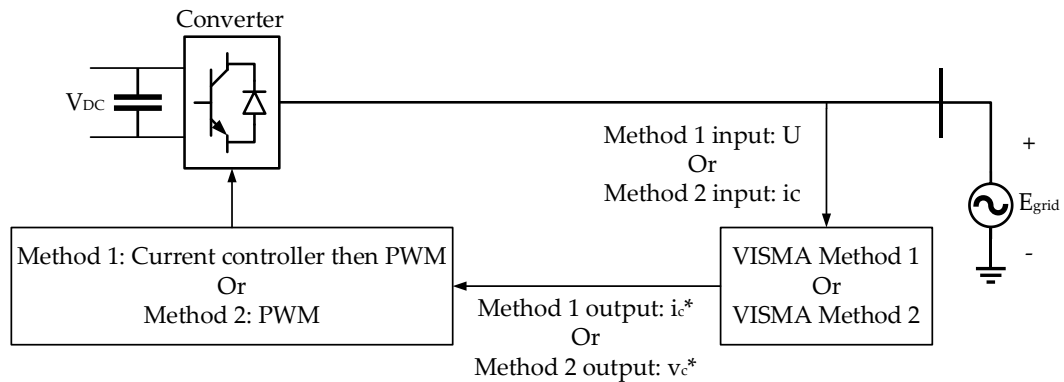 Converter
VDC
Method 1 input: U
Or
Method 2 input: ic
+
Egrid
-
Method 1: Current controller then PWM
Or
Method 2: PWM
VISMA Method 1
Or
VISMA Method 2
Method 1 output: ic*
Or
Method 2 output: vc*